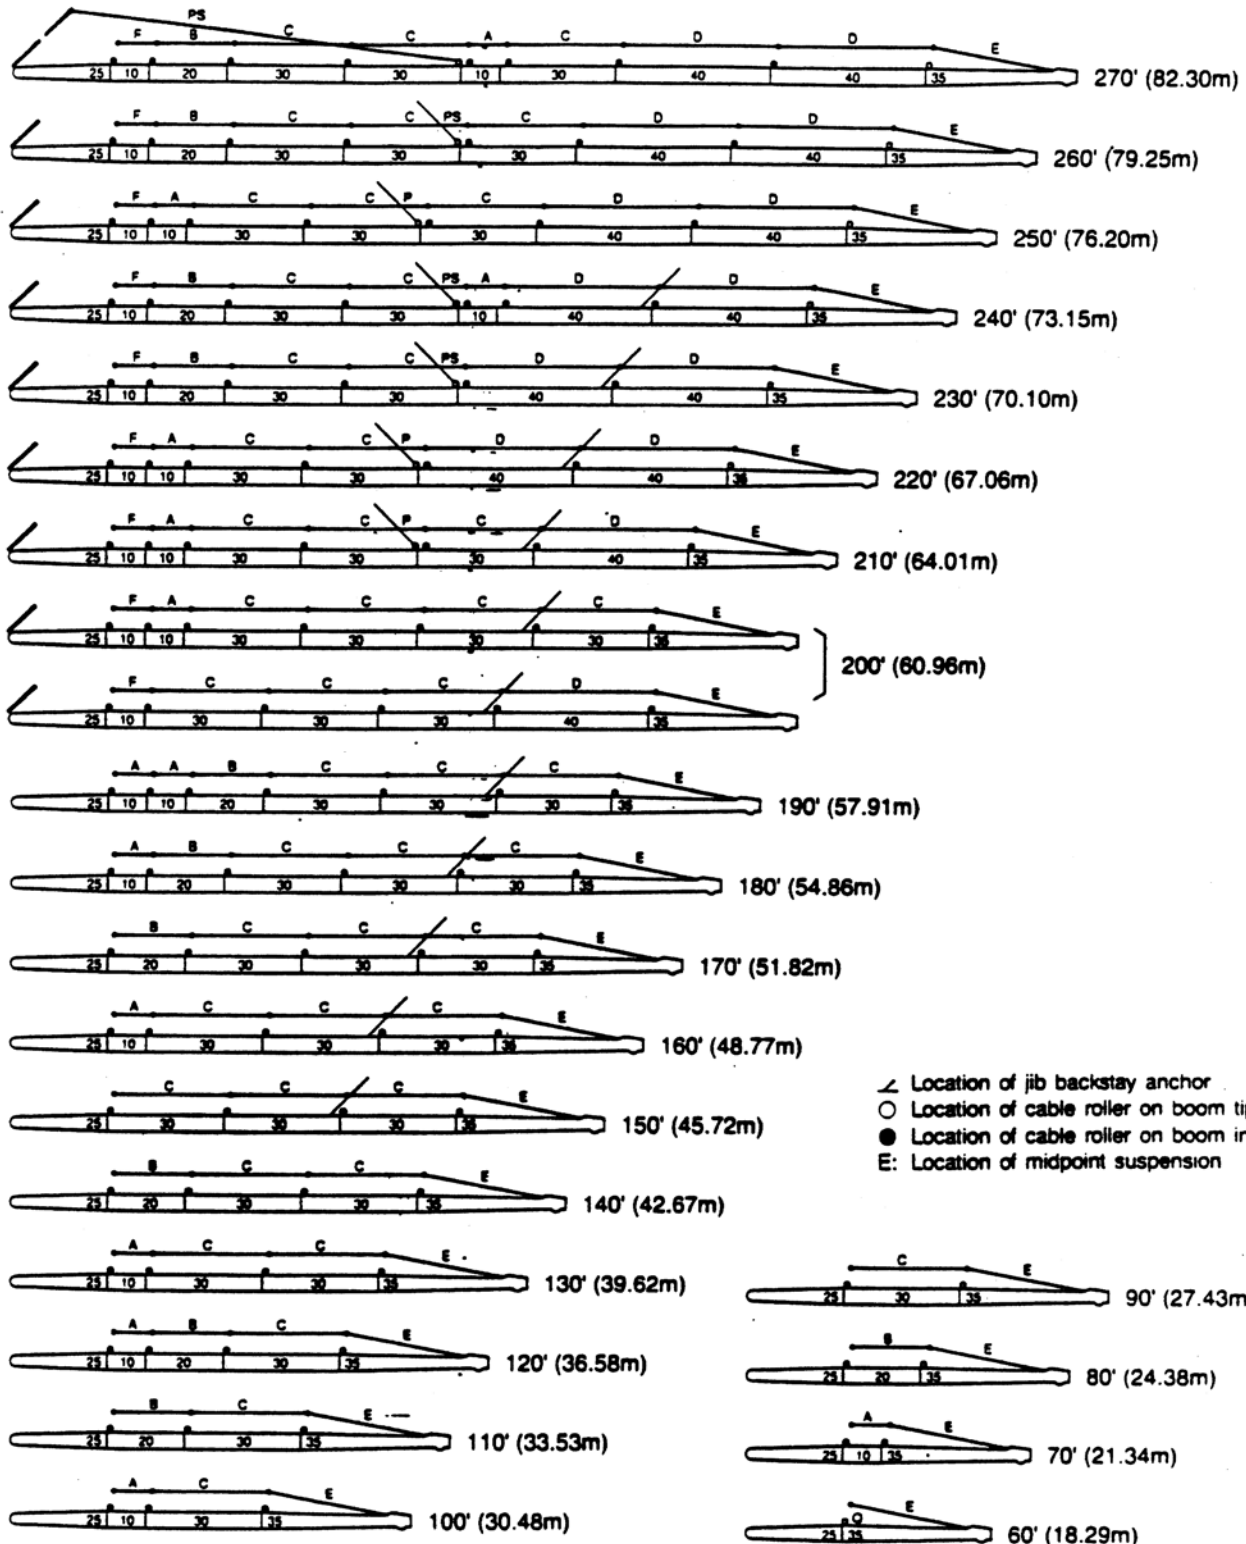 PS
F B C C A C D D E
25 10 20 30 30 10 30 40 40 35 270' (82.30m)
F B C C PS C D D E
25 10 20 30 30 30 40 40 35 260' (79.25m)
F A C C P C D D E
25 10 10 30 30 30 40 40 35 250' (76.20m)
F B C C PS A D D E
25 10 20 30 30 10 40 40 35 240' (73.15m)
F B C C PS D D E
25 10 20 30 30 40 40 35 230' (70.10m)
F A C C P D D E
25 10 10 30 30 40 40 35 220' (67.06m)
F A C C P C D E
25 10 10 30 30 30 40 35 210' (64.01m)
F A C C C C E
25 10 10 30 30 30 30 35
200' (60.96m)
F C C C D E
25 10 30 30 30 40 35
A A B C C C E
25 10 10 20 30 30 30 35 190' (57.91m)
A B C C C E
25 10 20 30 30 30 35 180' (54.86m)
B C C C E
25 20 30 30 30 35 170' (51.82m)
A C C C E
25 10 30 30 30 35 160' (48.77m)
C C C E
25 30 30 30 35 150' (45.72m)
Location of jib backstay anchor
Location of cable roller on boom ti
Location of cable roller on boom in
E: Location of midpoint suspension
B C C E
25 20 30 30 35 140' (42.67m)
A C C E
25 10 30 30 35 130' (39.62m)
A B C E
25 10 20 30 35 120' (36.58m)
B C E
25 20 30 35 110' (33.53m)
A C E
25 10 30 35 100' (30.48m)
C E
25 30 35 90' (27.43m
B E
25 20 35 80' (24.38m)
A E
25 10 35 70' (21.34m)
E
25 35 60' (18.29m)